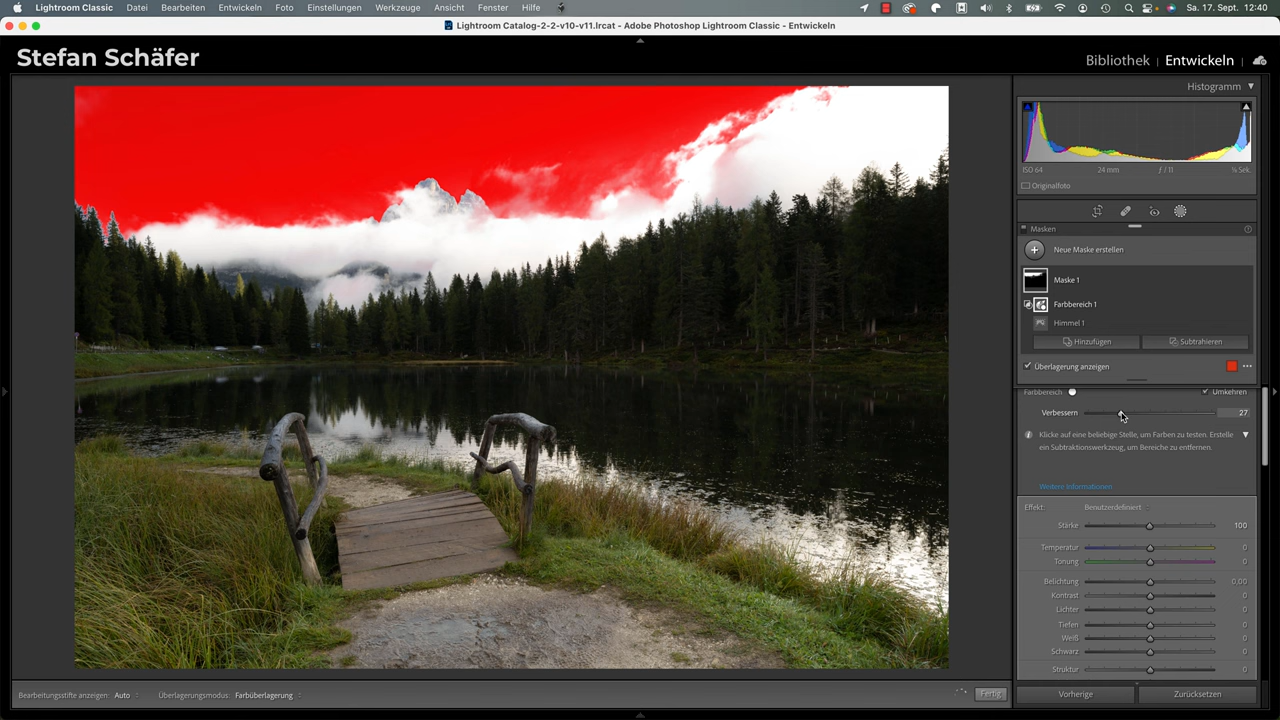 Lightroom Classic Datei Bearbeiten Entwickeln Foto Einstellungen Werkzeuge Ansicht Fenster Hilfe Sa. 17. Sept. 12:40
Lightroom Catalog-2-2-v10-v11.lrcat - Adobe Photoshop Lightroom Classic - Entwickeln
Stefan Schäfer
Bibliothek | Entwickeln
Histogramm
ISO 64 24 mm ƒ / 11
Originalfoto
Masken
Neue Maske erstellen
Maske 1
Farbbereich 1
Himmel 1
Hinzufügen Subtrahieren
Überlagerung anzeigen
Farbbereich Umkehren
Verbessern 27
Klicke auf eine beliebige Stelle, um Farben zu testen. Erstelle
ein Subtraktionswerkzeug, um Bereiche zu entfernen.
Weitere Informationen
Effekt: Benutzerdefiniert
Stärke 100
Temperatur 0
Tonung 0
Belichtung 0,00
Kontrast 0
Lichter 0
Tiefen 0
Weiß 0
Schwarz 0
Struktur 0
Bearbeitungsstifte anzeigen: Auto Überlagerungsmodus: Farbüberlagerung Fertig
Vorherige Zurücksetzen